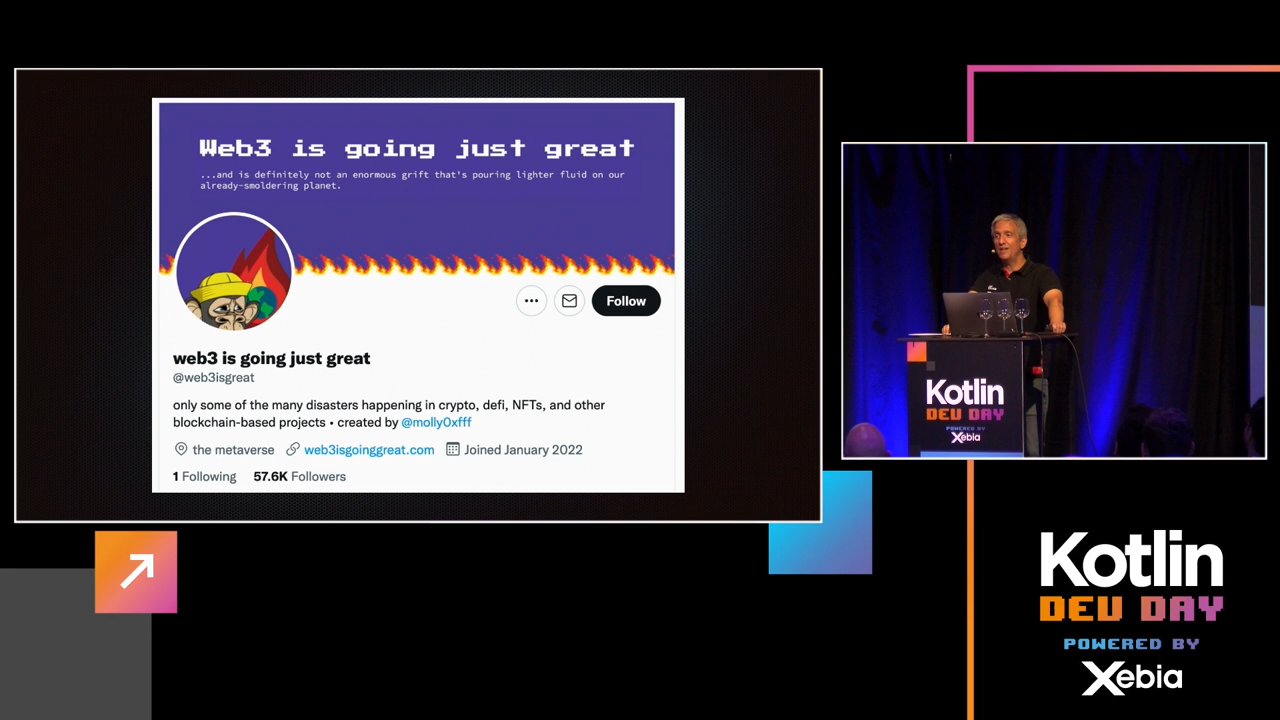 Web3 is going just great
...and is definitely not an enormous grift that's pouring lighter fluid on our
already-smoldering planet.
Follow
web3 is going just great
@web3isgreat
only some of the many disasters happening in crypto, defi, NFTs, and other
blockchain-based projects • created by @molly0xfff
the metaverse web3isgoinggreat.com Joined January 2022
1 Following 57.6K Followers
Kotlin
DEV DAY
POWERED BY
Xebia
Kotlin
DEV DAY
POWERED BY
Xebia